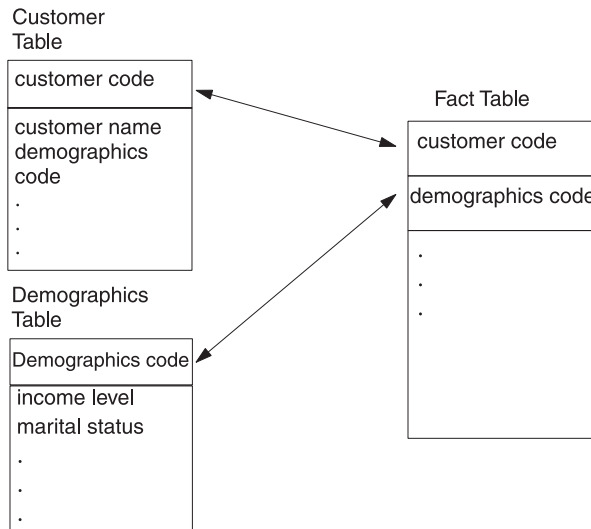 Customer
Table
customer code
customer name
demographics
code
.
.
.
Demographics
Table
Demographics code
income level
marital status
.
.
.
Fact Table
customer code
demographics code
.
.
.